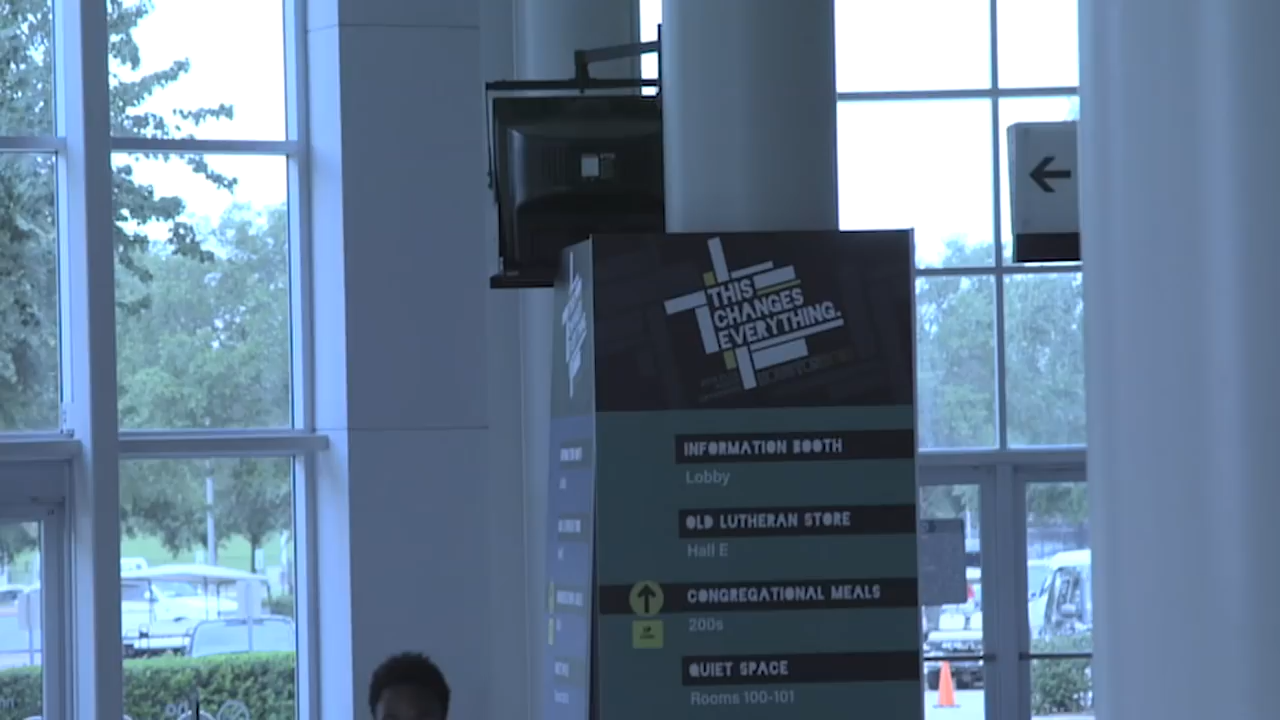 THIS
CHANGES
EVERYTHING.
INFORMATION BOOTH
Lobby
OLD LUTHERAN STORE
Hall E
CONGREGATIONAL MEALS
200s
QUIET SPACE
Rooms 100-101